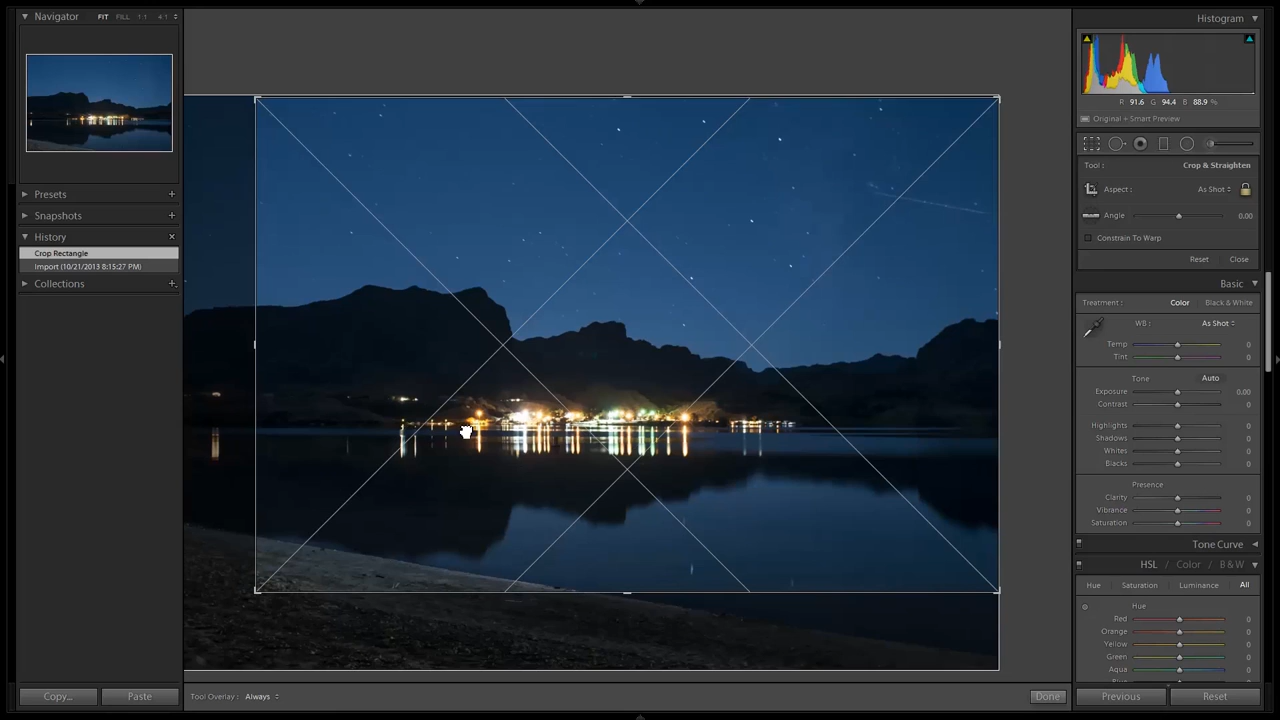 Navigator FIT FILL 1:1 4:1
Presets
Snapshots
History
Crop Rectangle
Import (10/21/2013 8:15:27 PM)
Collections
Copy... Paste
Tool Overlay : Always
Done
Histogram
R 91.6 G 94.4 B 88.9 %
Original + Smart Preview
Tool : Crop & Straighten
Aspect : As Shot
Angle 0.00
Constrain To Warp
Reset Close
Basic
Treatment : Color Black & White
WB : As Shot
Temp 0
Tint 0
Tone Auto
Exposure 0.00
Contrast 0
Highlights 0
Shadows 0
Whites 0
Blacks 0
Presence
Clarity 0
Vibrance 0
Saturation 0
Tone Curve
HSL / Color / B & W
Hue Saturation Luminance All
Hue
Red 0
Orange 0
Yellow 0
Green 0
Aqua 0
Previous Reset